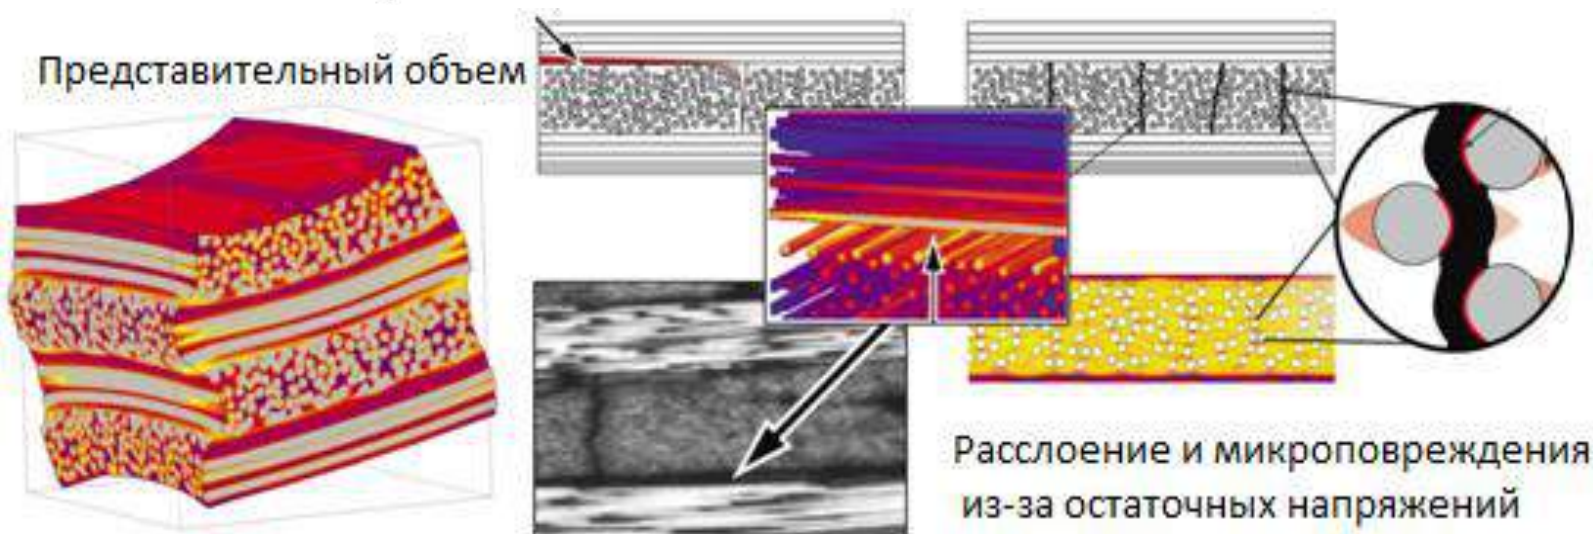 Представительный объем
Расслоение и микроповреждения
из-за остаточных напряжений